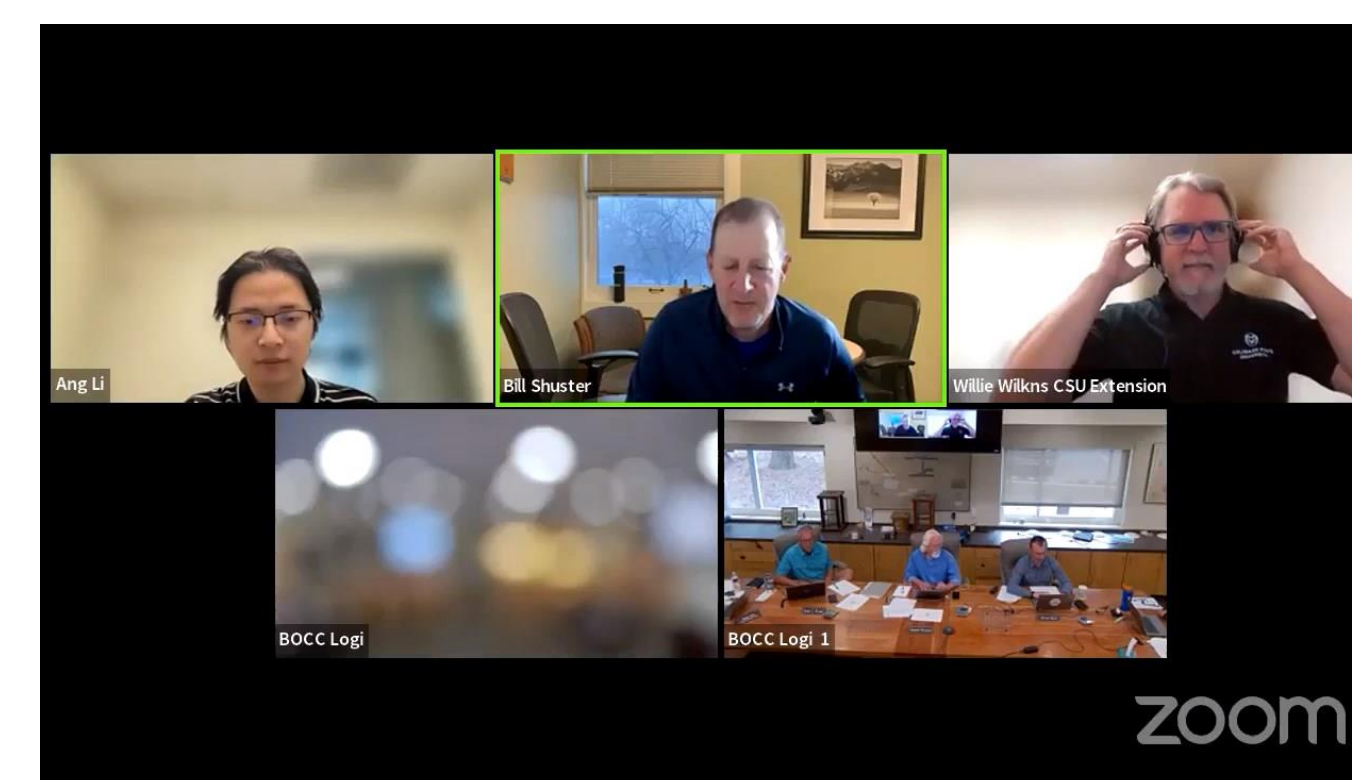 Ang Li
Bill Shuster
Willie Wilkns CSU Extension
BOCC Logi
BOCC Logi 1
zoom